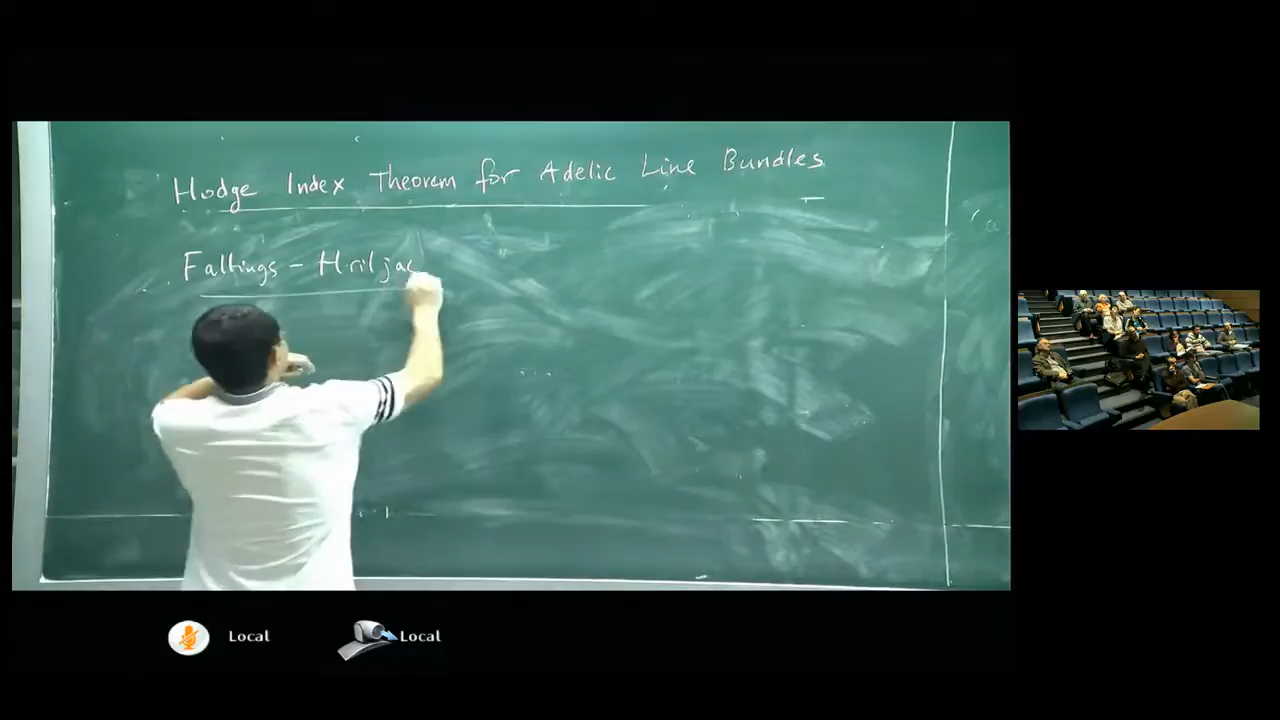 Hodge Index Theorem for Adelic Line Bundles
Faltings - Hriljac
Local
Local